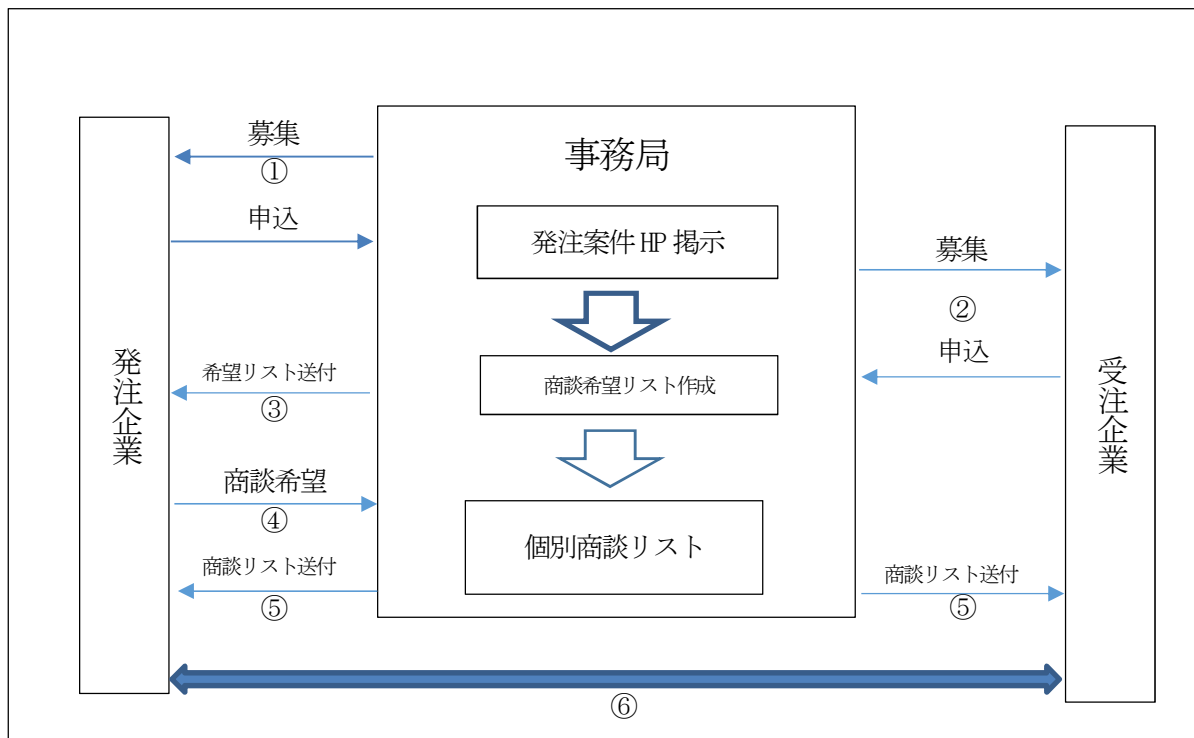 募集
①
申込
事務局
発注案件 HP 掲示
募集
②
申込
発注企業
希望リスト送付
③
商談希望リスト作成
受注企業
商談希望
④
個別商談リスト
商談リスト送付
⑤
商談リスト送付
⑤
⑥